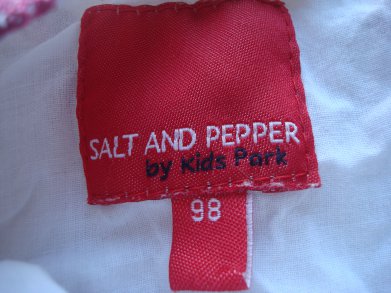 SALT AND PEPPER
by Kids Park
98